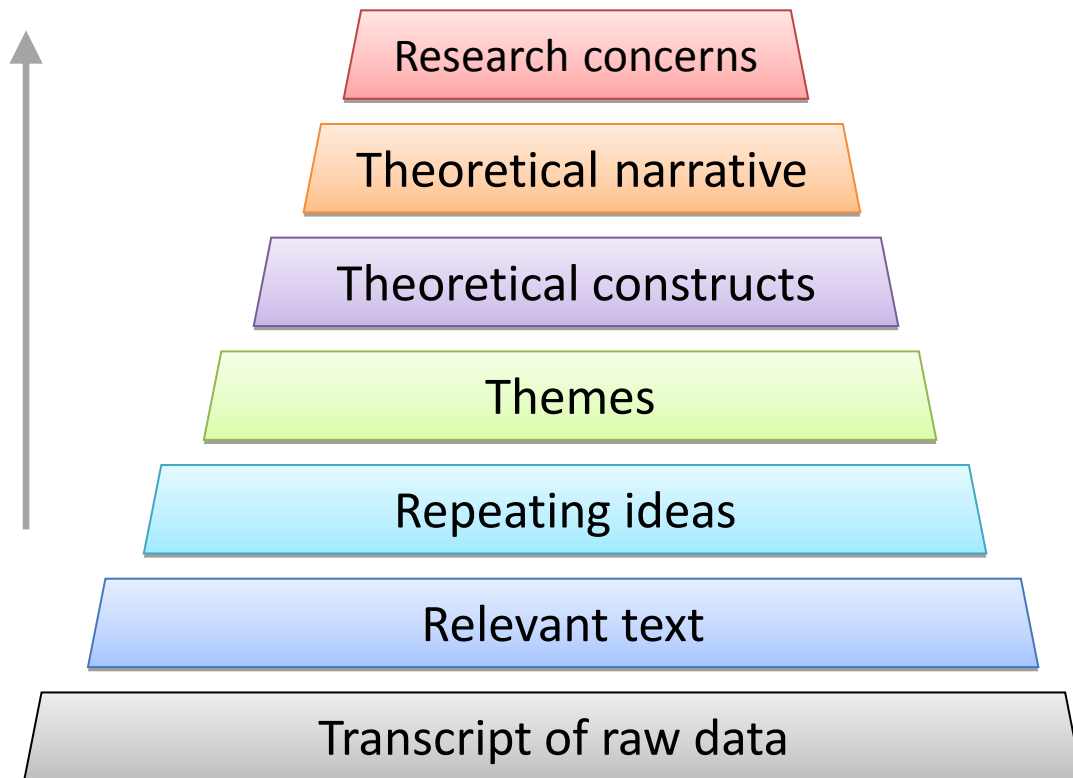 Research concerns
Theoretical narrative
Theoretical constructs
Themes
Repeating ideas
Relevant text
Transcript of raw data